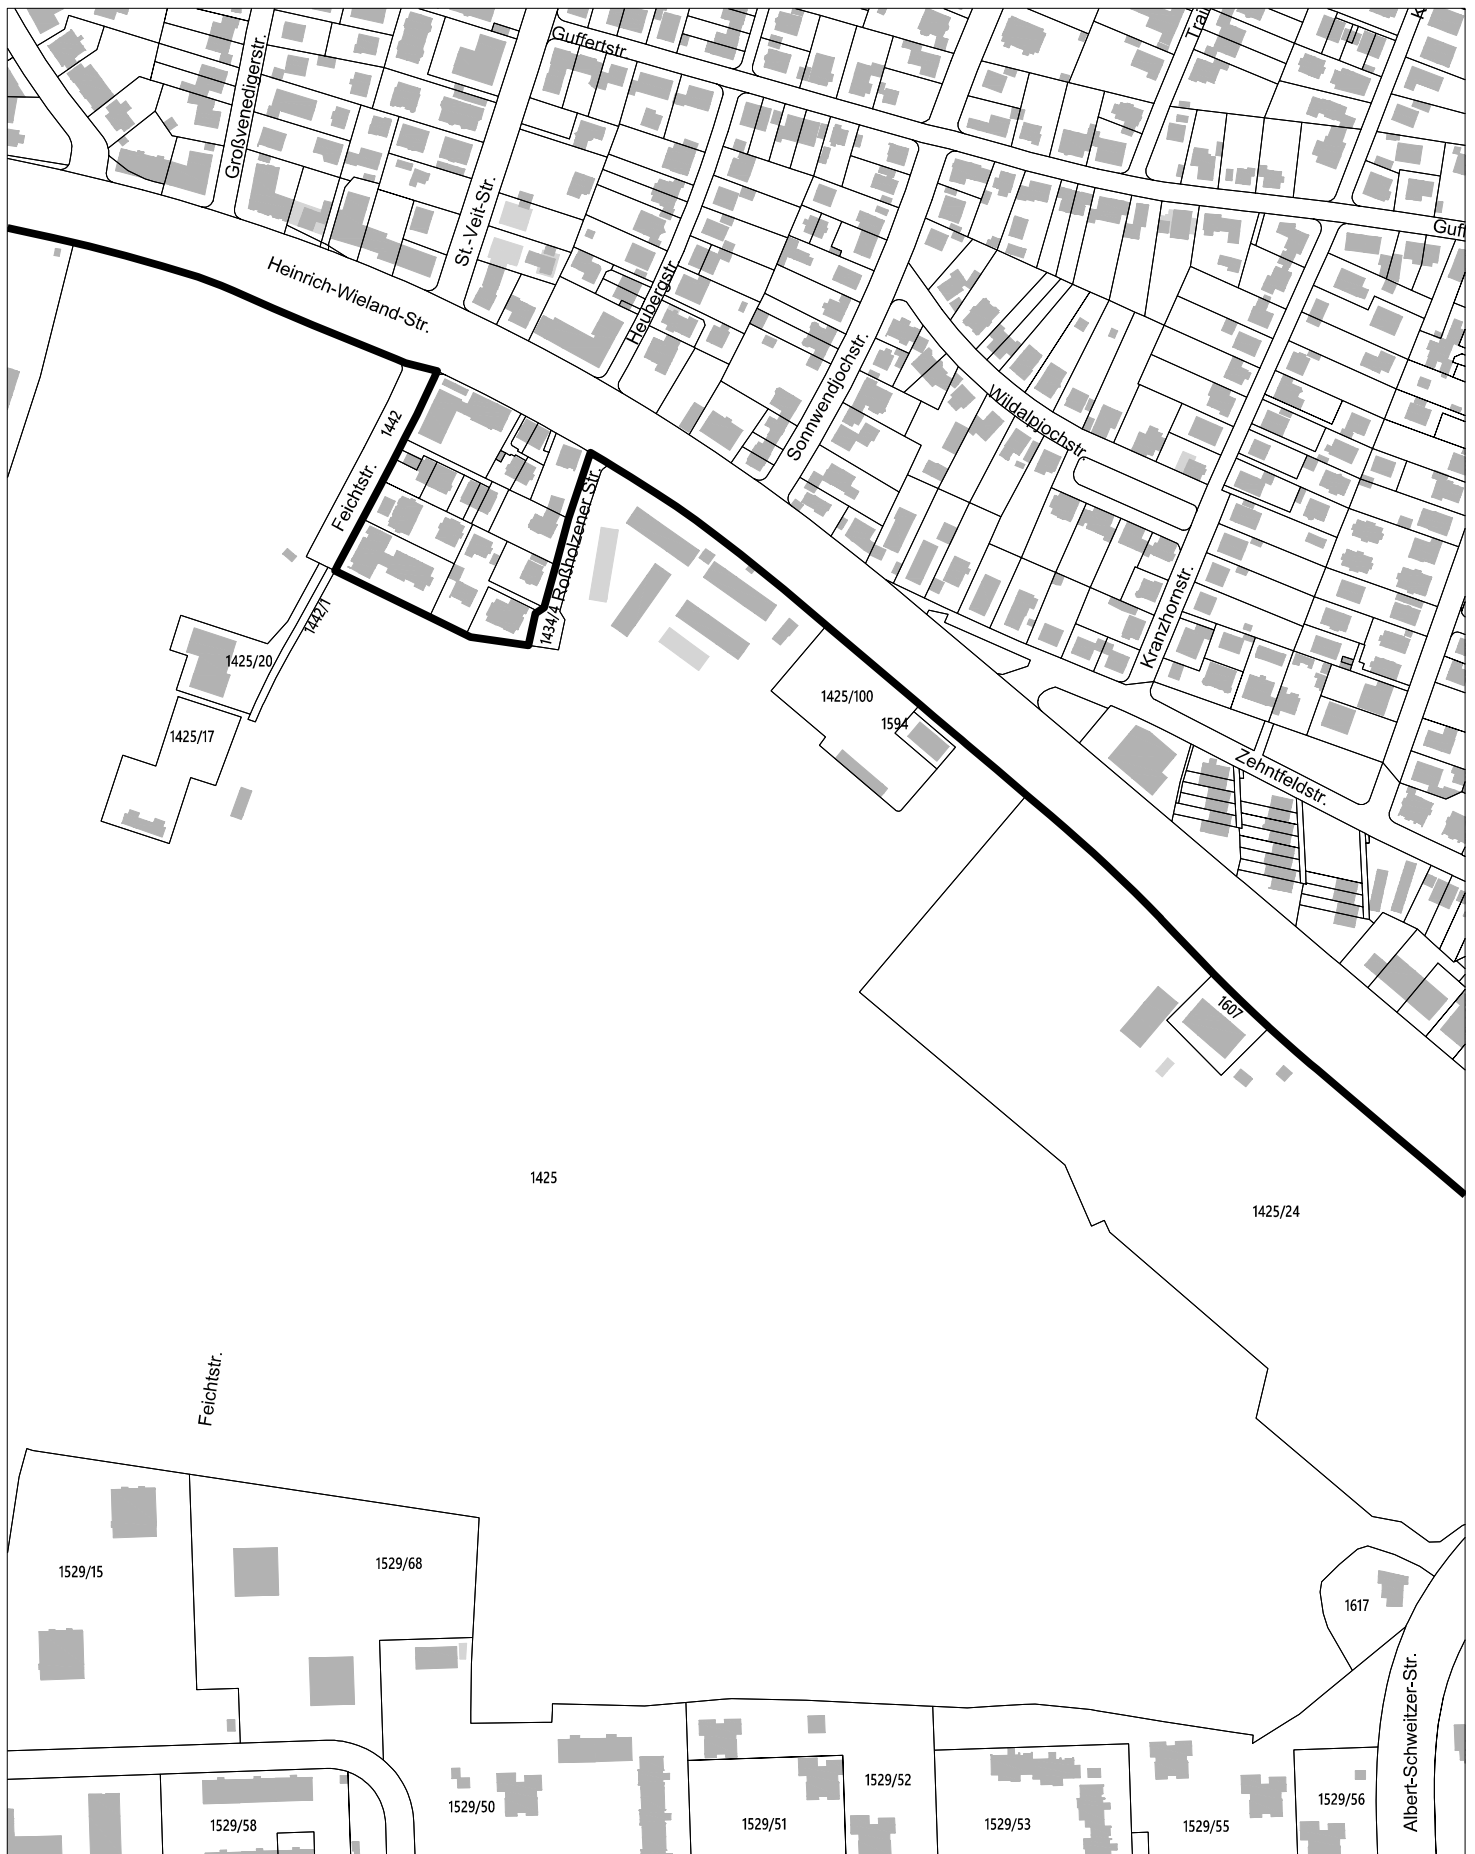 Guffertstr.
Großvenedigerstr.
St.-Veit-Str.
Heinrich-Wieland-Str.
Heubergstr.
Sonnwendjochstr.
Wildalpjochstr.
Kranzhornstr.
Zehntfeldstr.
Trai
K
Guff
1442
Feichtstr.
Roßholzener Str.
1434/4
1442/1
1425/20
1425/17
1425/100
1594
1607
1425
1425/24
Feichtstr.
1529/15
1529/68
1617
Albert-Schweitzer-Str.
1529/58
1529/50
1529/51
1529/52
1529/53
1529/55
1529/56